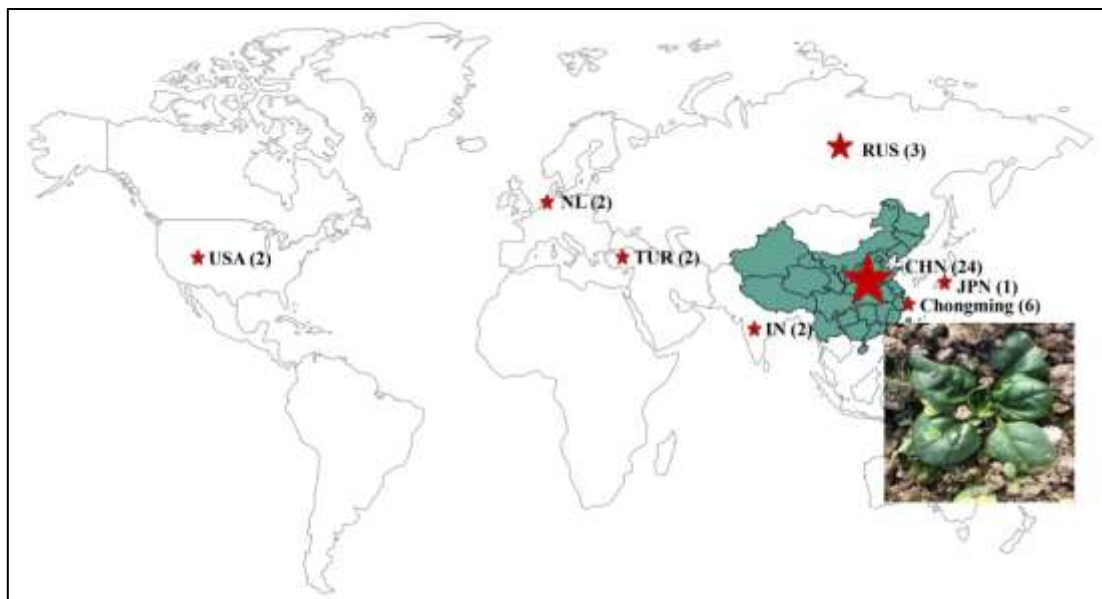 RUS (3)
NL (2)
USA (2)
TUR (2)
CHN (24)
JPN (1)
Chongming (6)
IN (2)